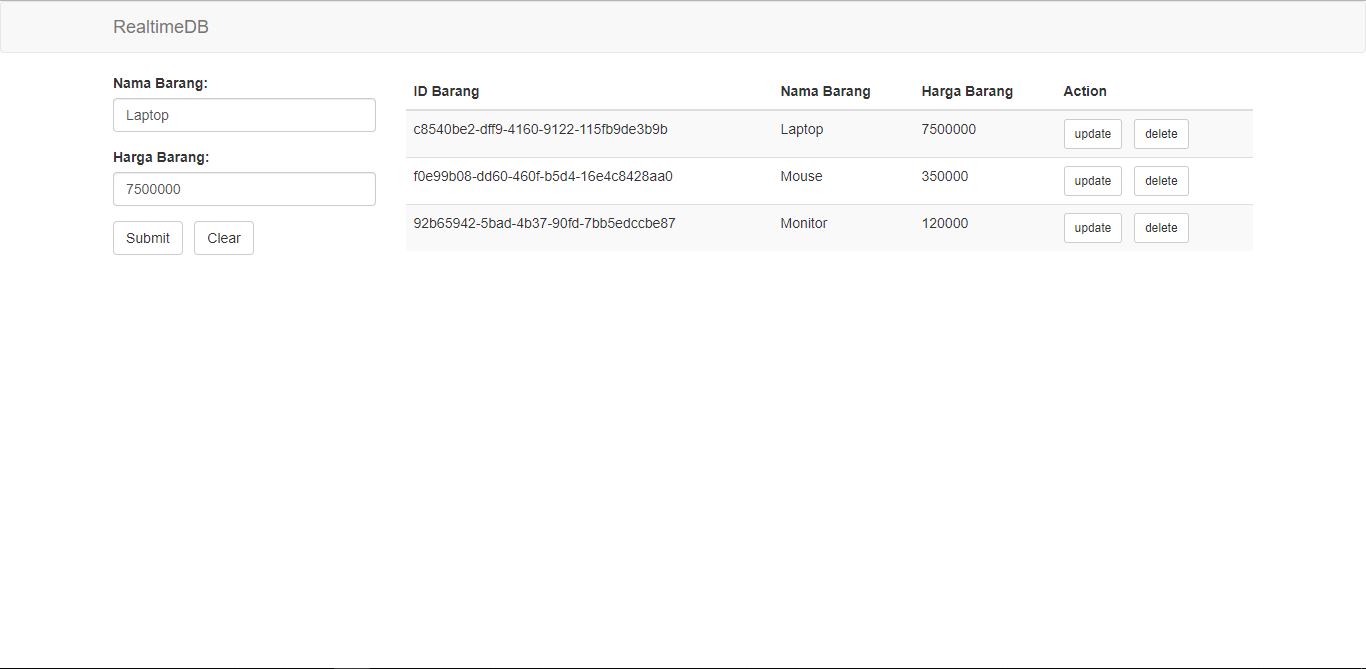 RealtimeDB
Nama Barang:
Laptop
Harga Barang:
7500000
Submit Clear
ID Barang Nama Barang Harga Barang Action
c8540be2-dff9-4160-9122-115fb9de3b9b Laptop 7500000 update delete
f0e99b08-dd60-460f-b5d4-16e4c8428aa0 Mouse 350000 update delete
92b65942-5bad-4b37-90fd-7bb5edccbe87 Monitor 120000 update delete